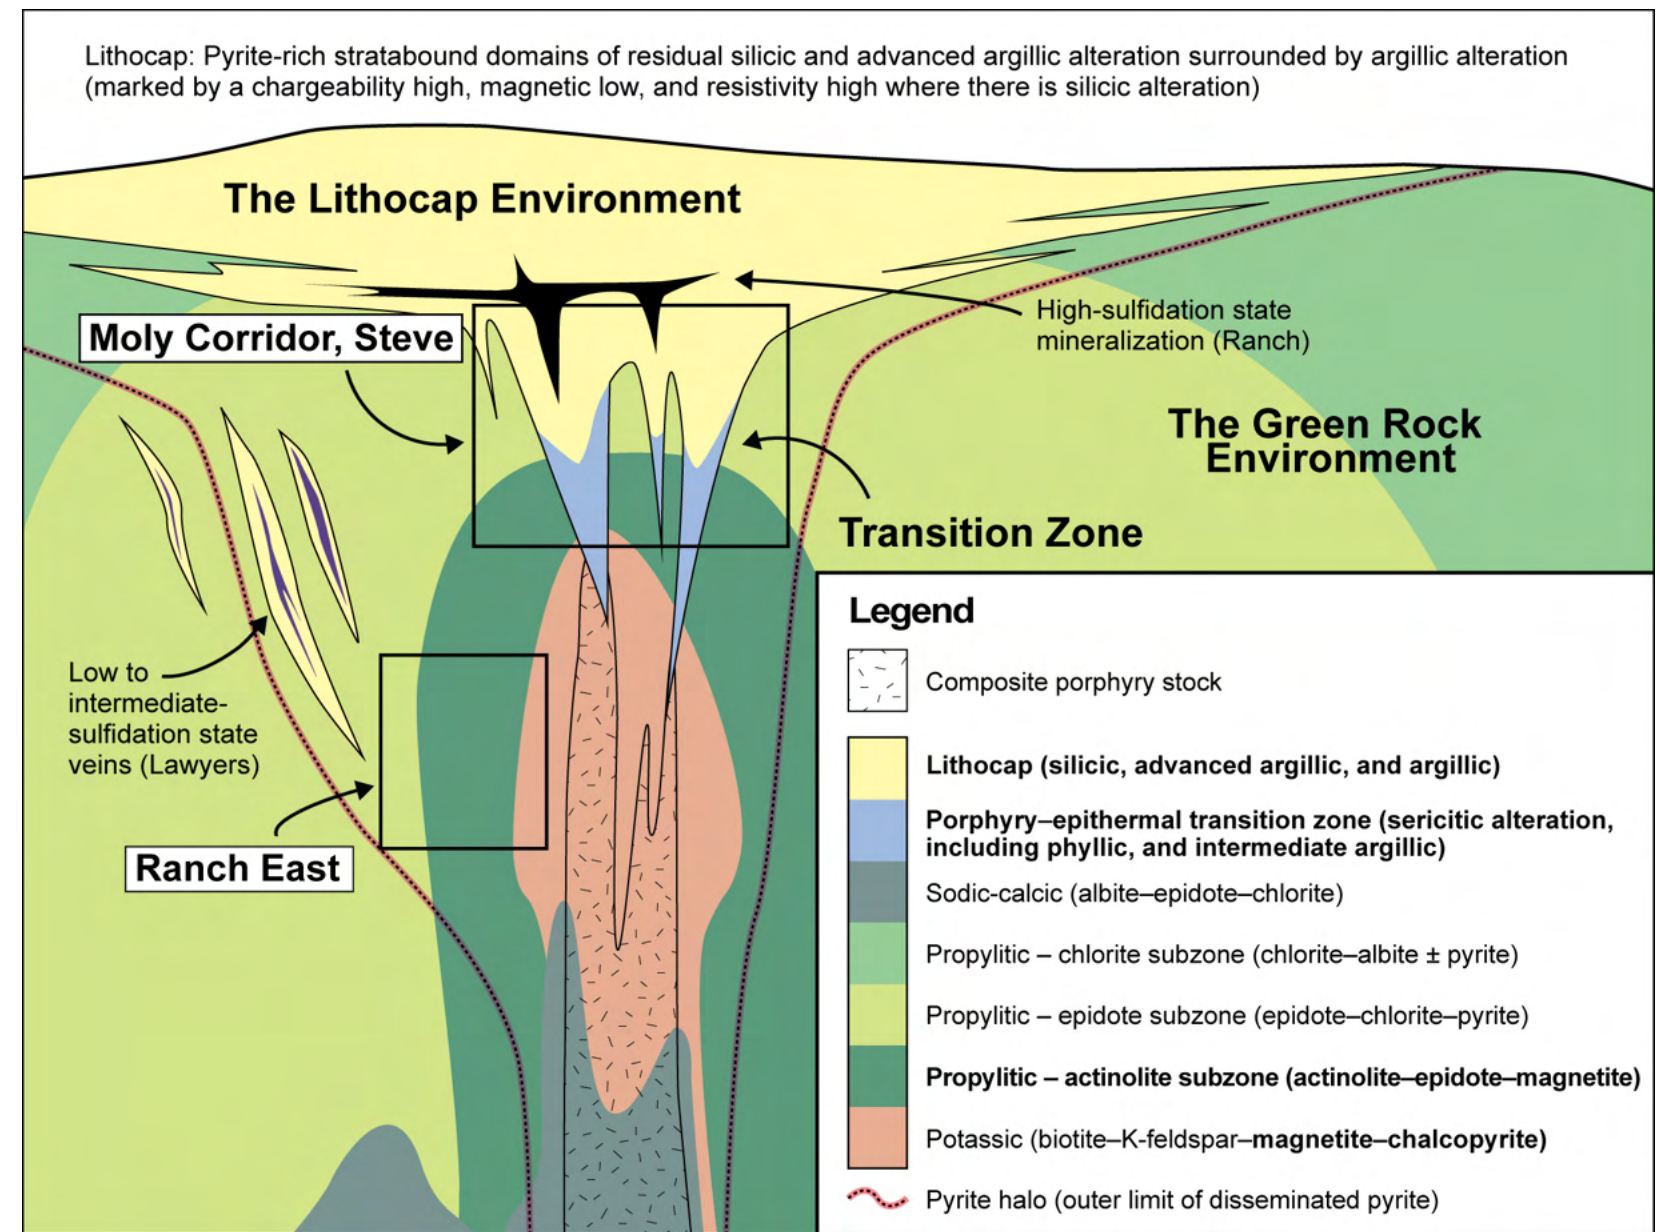 Lithocap: Pyrite-rich stratabound domains of residual silicic and advanced argillic alteration surrounded by argillic alteration
(marked by a chargeability high, magnetic low, and resistivity high where there is silicic alteration)
The Lithocap Environment
Moly Corridor, Steve
High-sulfidation state
mineralization (Ranch)
The Green Rock
Environment
Transition Zone
Low to
intermediate-
sulfidation state
veins (Lawyers)
Ranch East
Legend
Composite porphyry stock
Lithocap (silicic, advanced argillic, and argillic)
Porphyry–epithermal transition zone (sericitic alteration,
including phyllic, and intermediate argillic)
Sodic-calcic (albite–epidote–chlorite)
Propylitic – chlorite subzone (chlorite–albite ± pyrite)
Propylitic – epidote subzone (epidote–chlorite–pyrite)
Propylitic – actinolite subzone (actinolite–epidote–magnetite)
Potassic (biotite–K-feldspar–magnetite–chalcopyrite)
Pyrite halo (outer limit of disseminated pyrite)